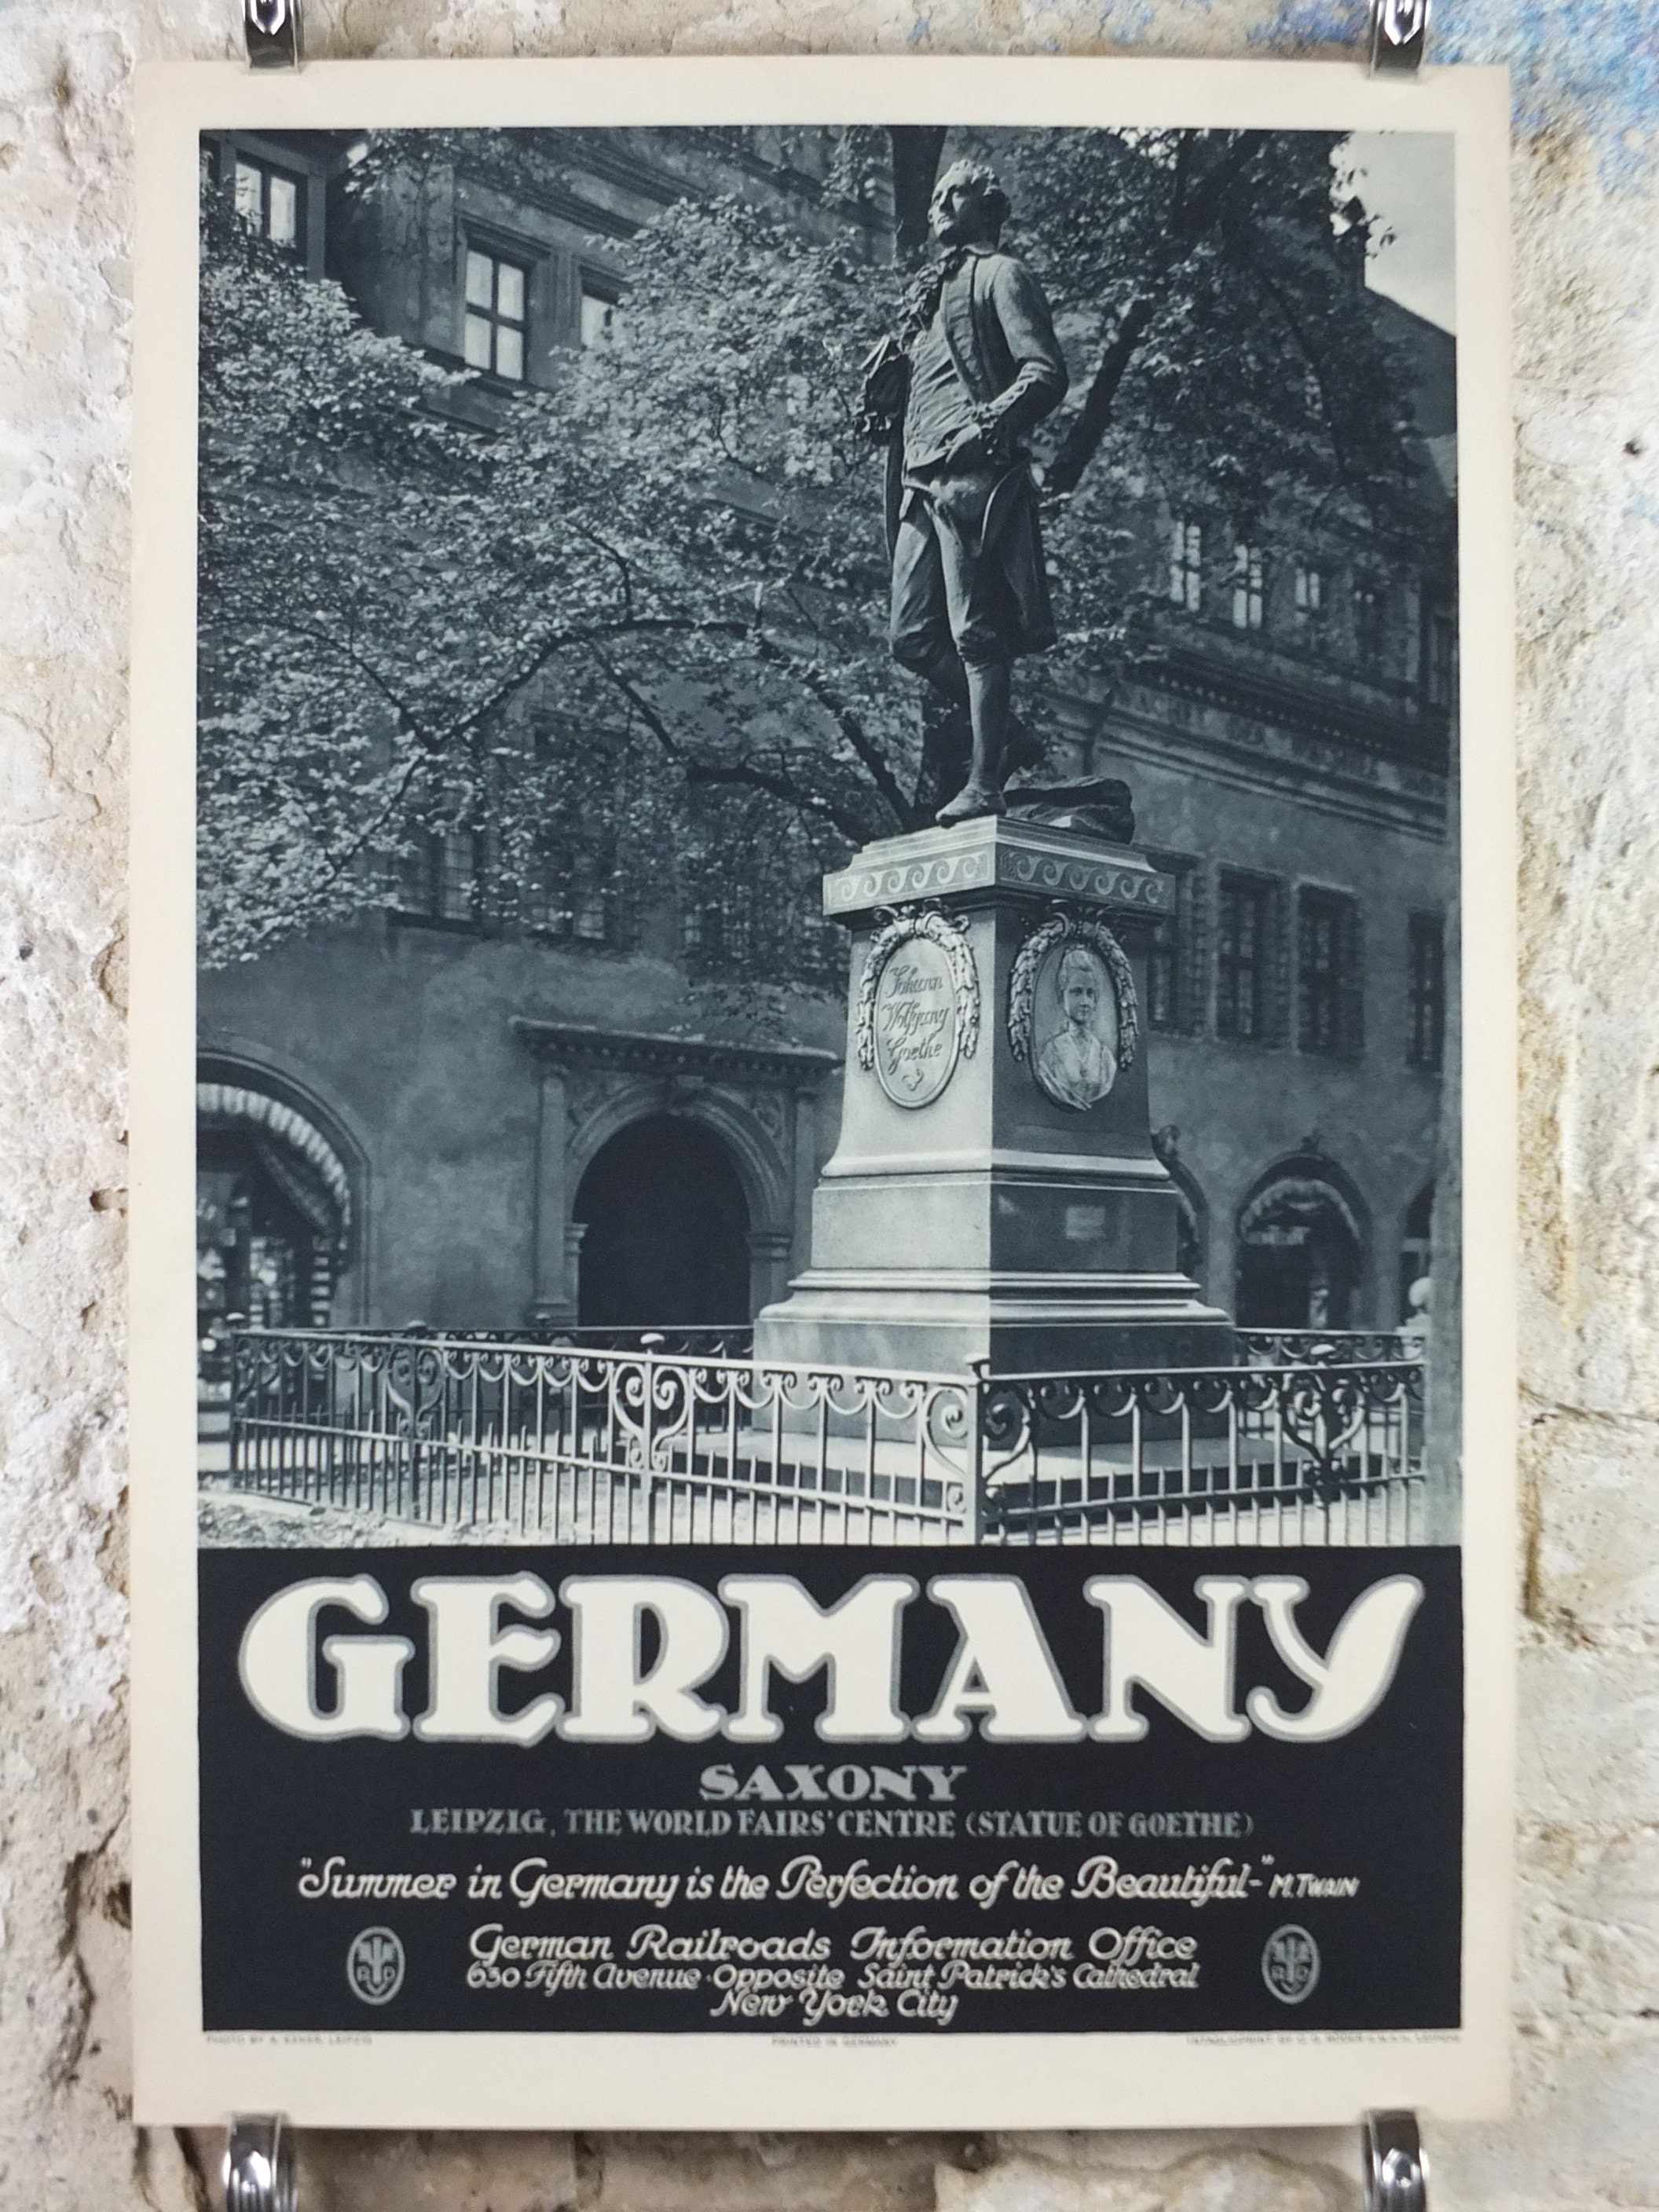 Johann
Wolfgang
Goethe
GERMANY
SAXONY
LEIPZIG, THE WORLD FAIRS' CENTRE (STATUE OF GOETHE)
"Summer in Germany is the Perfection of the Beautiful-" M. TWAIN
German Railroads Information Office
630 Fifth Avenue · Opposite Saint Patrick's Cathedral
New York City
PRINTED IN GERMANY